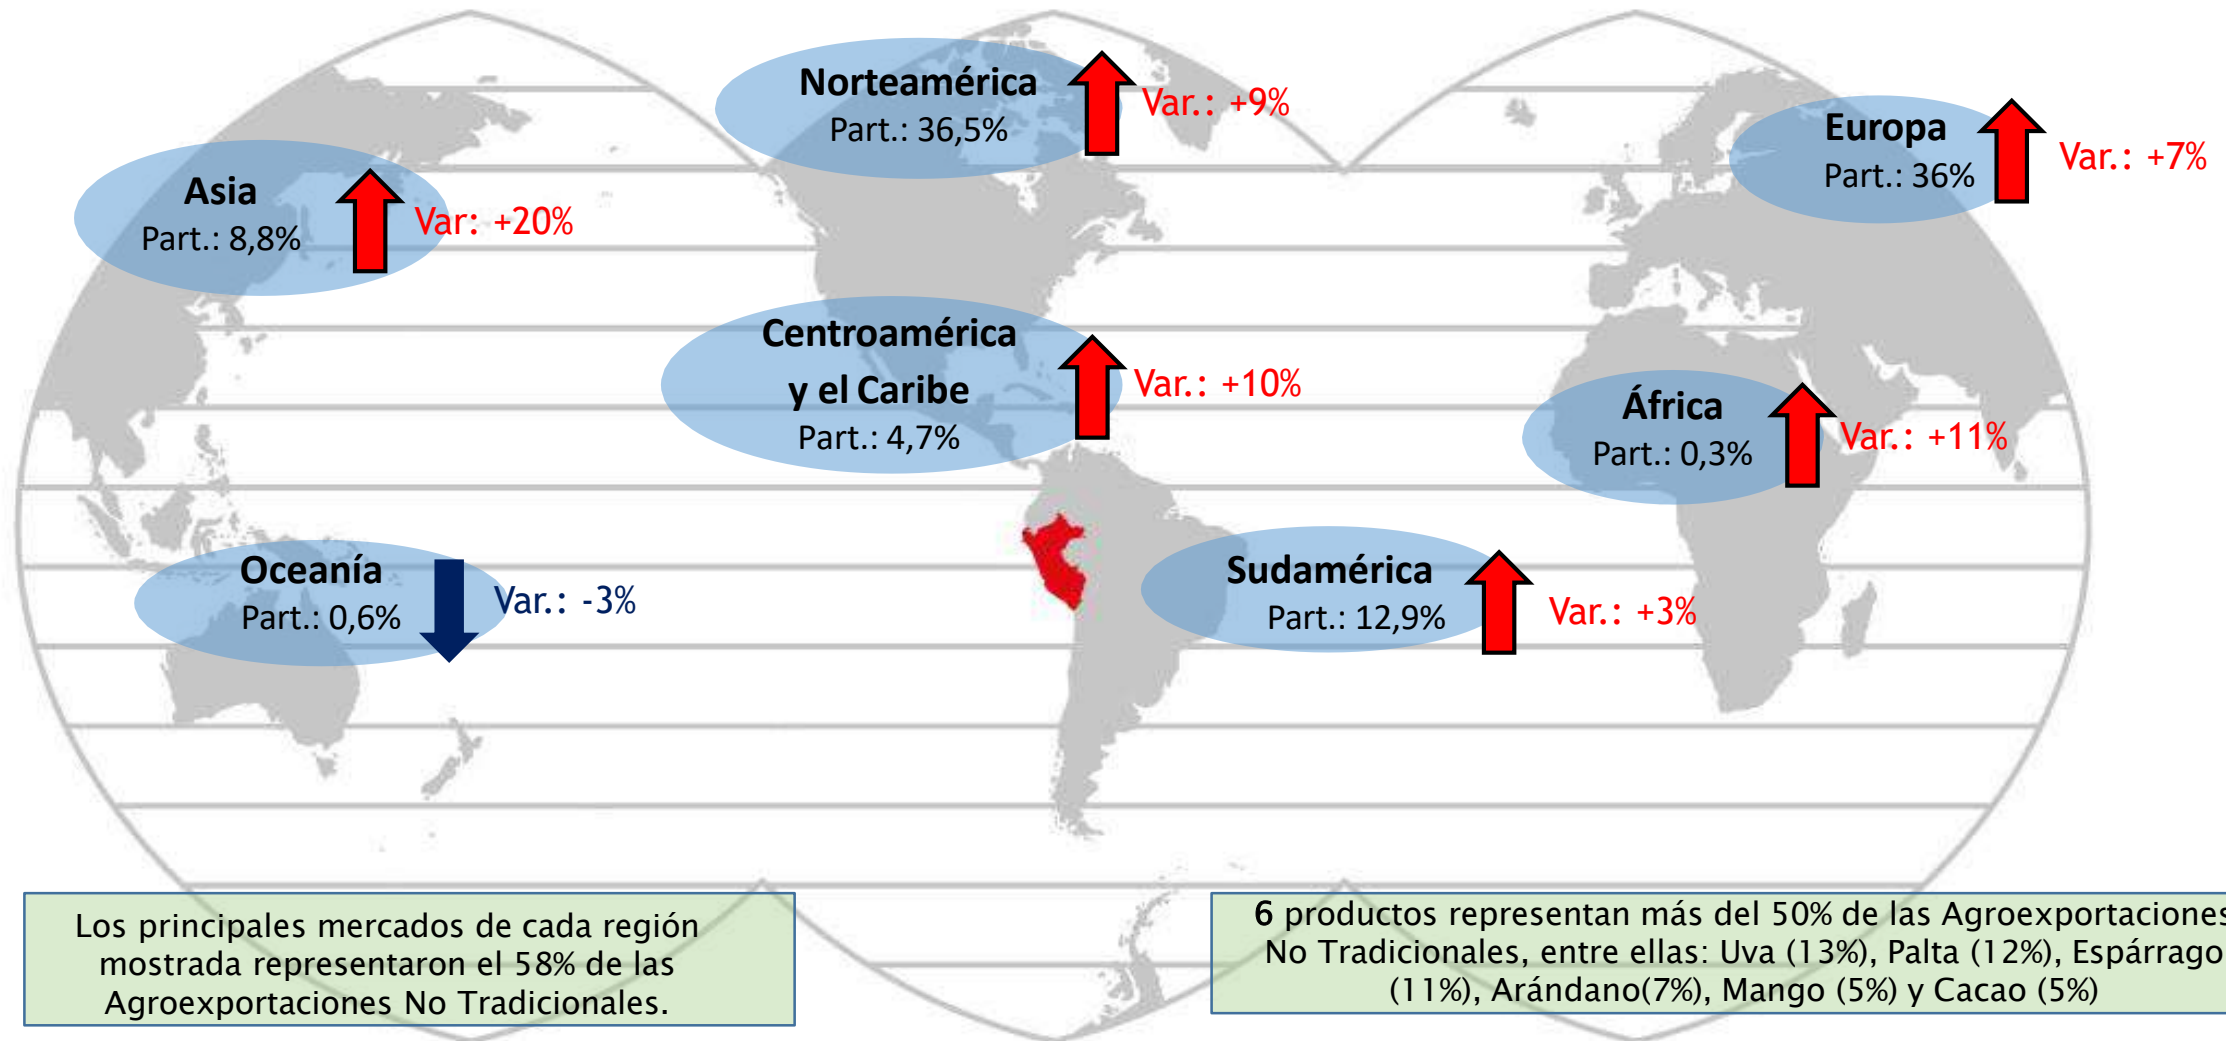 Norteamérica
Part.: 36,5%
Var.: +9%
Europa
Part.: 36%
Var.: +7%
Asia
Part.: 8,8%
Var: +20%
Centroamérica
y el Caribe
Part.: 4,7%
Var.: +10%
África
Part.: 0,3%
Var.: +11%
Oceanía
Part.: 0,6%
Var.: -3%
Sudamérica
Part.: 12,9%
Var.: +3%
Los principales mercados de cada región
mostrada representaron el 58% de las
Agroexportaciones No Tradicionales.
6 productos representan más del 50% de las Agroexportaciones
No Tradicionales, entre ellas: Uva (13%), Palta (12%), Espárrago
(11%), Arándano(7%), Mango (5%) y Cacao (5%)